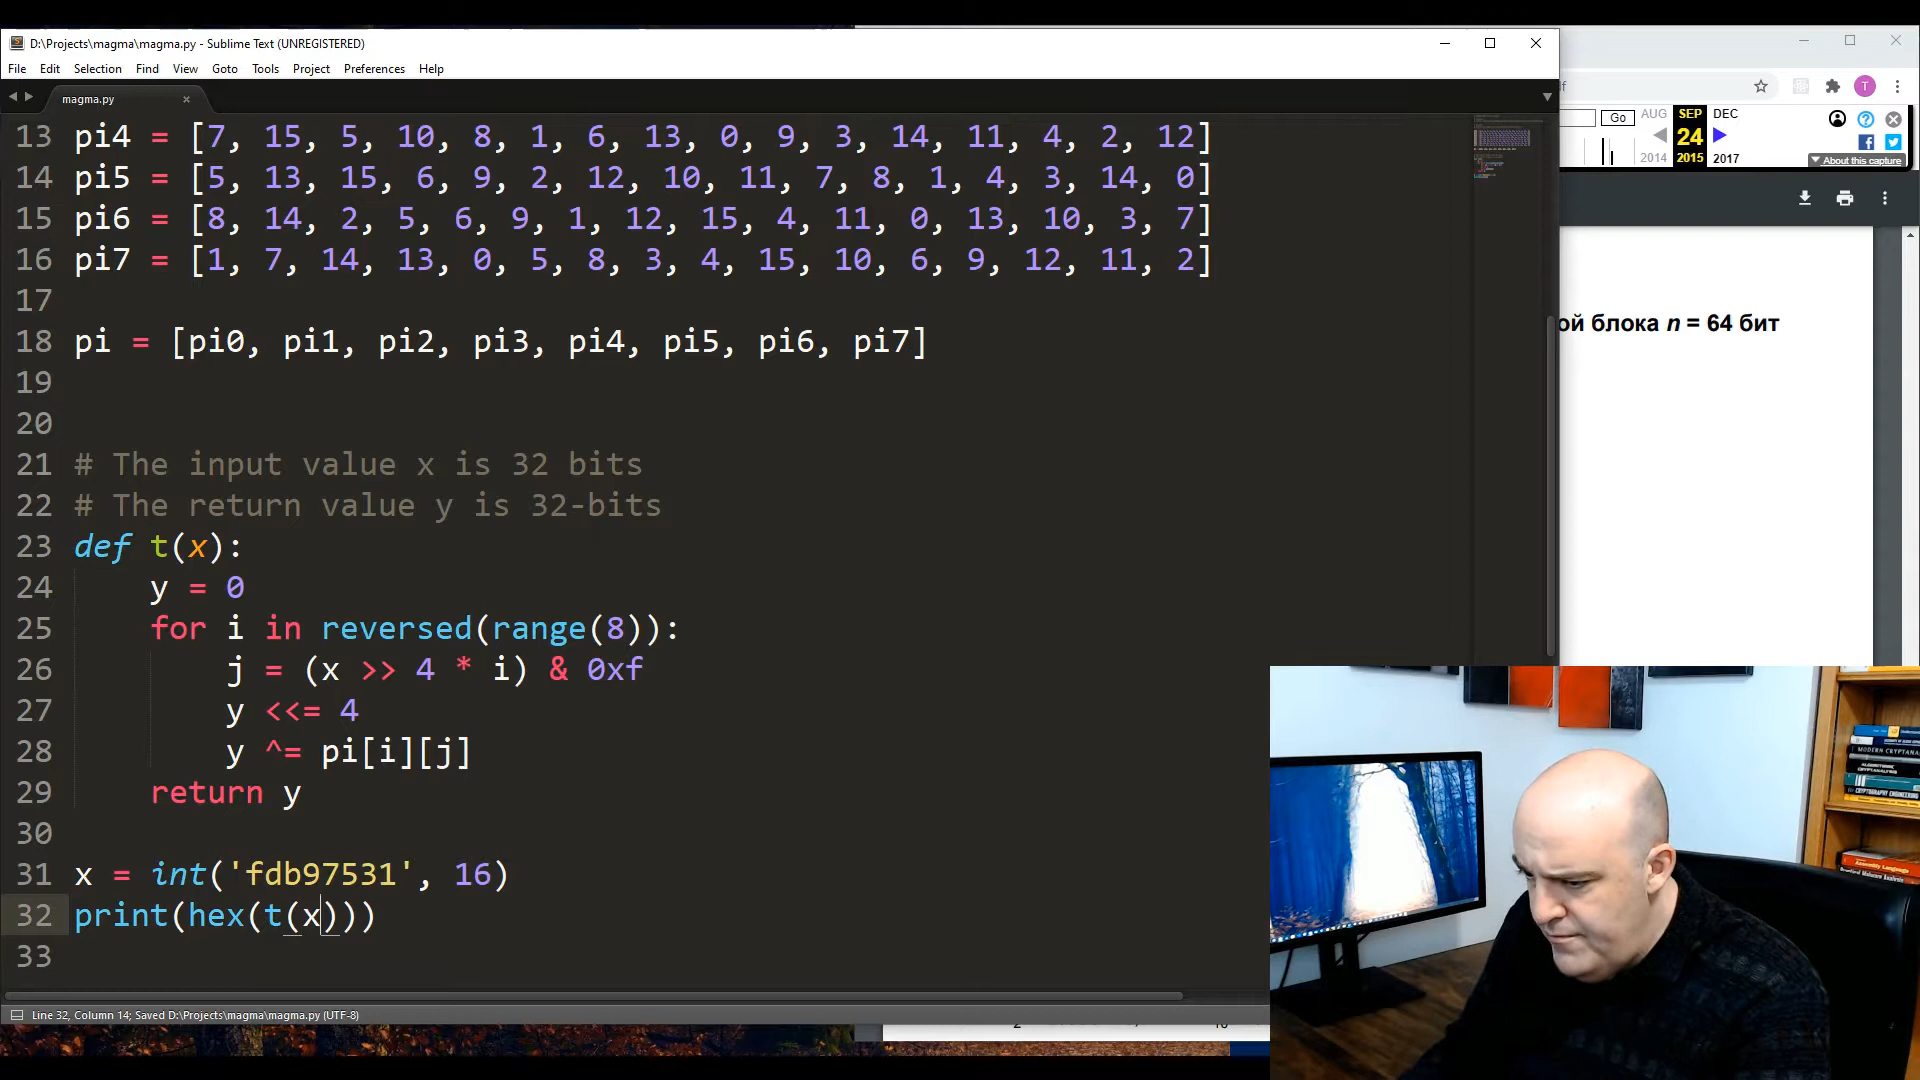 D:\Projects\magma\magma.py - Sublime Text (UNREGISTERED)
File Edit Selection Find View Goto Tools Project Preferences Help
magma.py
13 pi4 = [7, 15, 5, 10, 8, 1, 6, 13, 0, 9, 3, 14, 11, 4, 2, 12]
14 pi5 = [5, 13, 15, 6, 9, 2, 12, 10, 11, 7, 8, 1, 4, 3, 14, 0]
15 pi6 = [8, 14, 2, 5, 6, 9, 1, 12, 15, 4, 11, 0, 13, 10, 3, 7]
16 pi7 = [1, 7, 14, 13, 0, 5, 8, 3, 4, 15, 10, 6, 9, 12, 11, 2]
17
18 pi = [pi0, pi1, pi2, pi3, pi4, pi5, pi6, pi7]
19
20
21 # The input value x is 32 bits
22 # The return value y is 32-bits
23 def t(x):
24 y = 0
25 for i in reversed(range(8)):
26 j = (x >> 4 * i) & 0xf
27 y <<= 4
28 y ^= pi[i][j]
29 return y
30
31 x = int('fdb97531', 16)
32 print(hex(t(x)))
33
Line 32, Column 14; Saved D:\Projects\magma\magma.py (UTF-8)
T
Go
AUG SEP DEC
24
2014 2015 2017
About this capture
ой блока n = 64 бит
MODERN CRYPTANALYSIS
ALGORITHMIC CRYPTANALYSIS
CRYPTOGRAPHY ENGINEERING